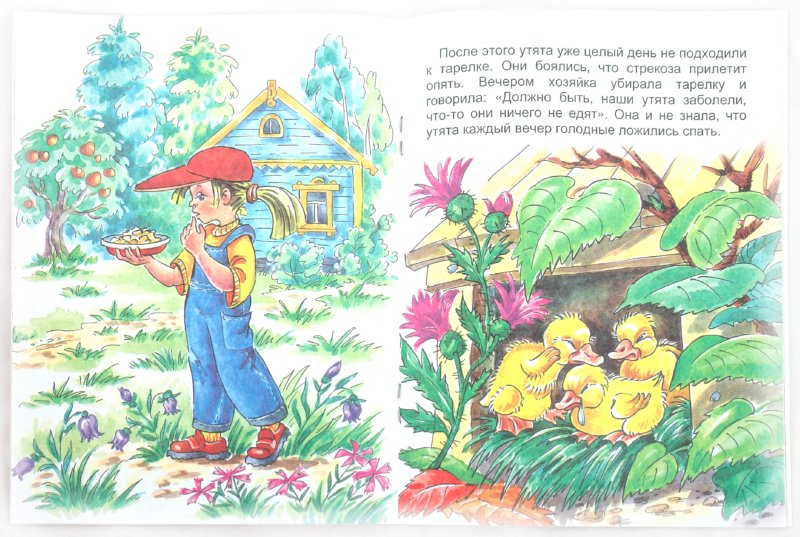 После этого утята уже целый день не подходили
к тарелке. Они боялись, что стрекоза прилетит
опять. Вечером хозяйка убирала тарелку и
говорила: «Должно быть, наши утята заболели,
что-то они ничего не едят». Она и не знала, что
утята каждый вечер голодные ложились спать.